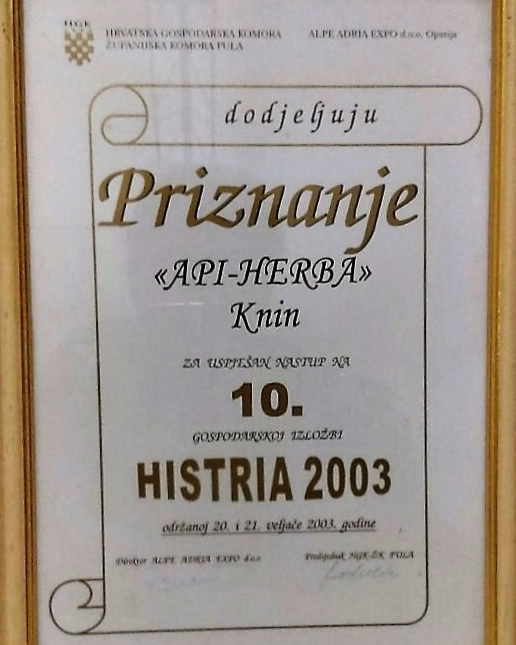 HGK
HRVATSKA GOSPODARSKA KOMORA
ŽUPANIJSKA KOMORA PULA
ALPE ADRIA EXPO d.o.o. Opatija
dodjeljuju
Priznanje
«API-HERBA»
Knin
ZA USPJEŠAN NASTUP NA
10.
GOSPODARSKOJ IZLOŽBI
HISTRIA 2003
održanoj 20. i 21. veljače 2003. godine
Direktor ALPE ADRIA EXPO d.o.o
Predsjednik HGK-ŽK PULA